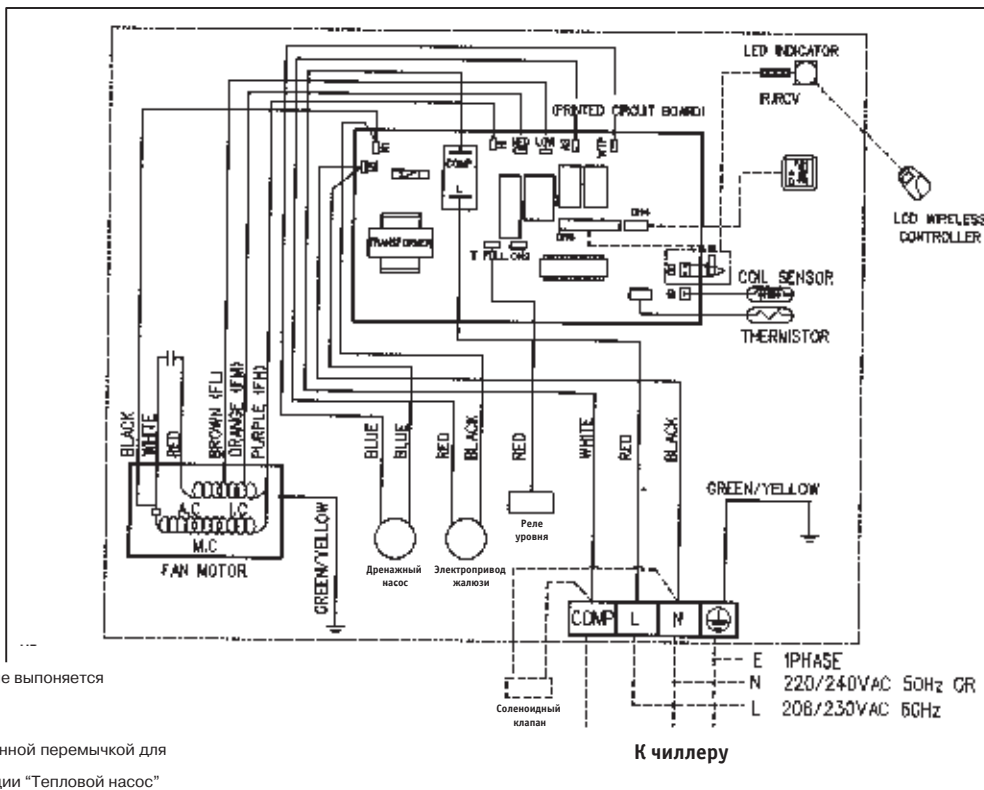 LED INDICATOR
(PRINTED CIRCUIT BOARD)
LCD WIRELESS
CONTROLLER
COMP
L
TRANSFORMER
COIL SENSOR
THERNISTOR
BLACK
WHITE
RED
BROWN (FL)
ORANGE (FM)
PURPLE (FH)
BLUE
BLUE
RED
BLACK
RED
WHITE
RED
BLACK
GREEN/YELLOW
M.C
FAN MOTOR
GREEN/YELLOW
Дренажный
насос
Электропривод
жалюзи
Реле
уровня
COMP L N
Соленоидный
клапан
E 1PHASE
N 220/240VAC 50Hz OR
L 208/230VAC 60Hz
К чиллеру
е выпоняется
нной перемычкой для
ции “Тепловой насос”